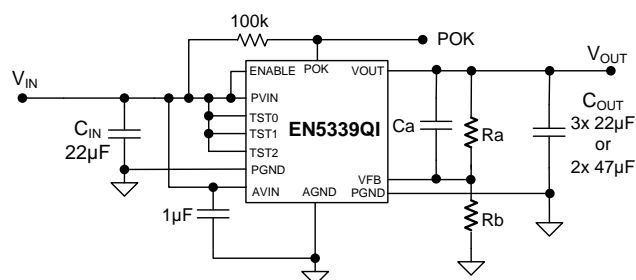 100k
POK
V_IN
V_OUT
ENABLE
POK
VOUT
PVIN
TST0
TST1
TST2
EN5339QI
Ca
Ra
C_IN
22µF
C_OUT
3x 22µF
or
2x 47µF
PGND
VFB
PGND
AVIN
AGND
1µF
Rb